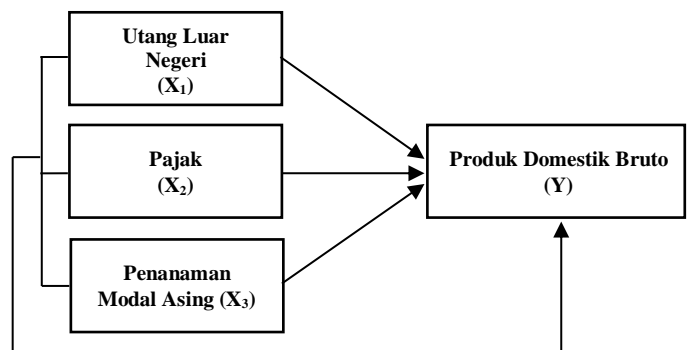 Utang Luar
Negeri
(X₁)
Pajak
(X₂)
Penanaman
Modal Asing (X₃)
Produk Domestik Bruto
(Y)